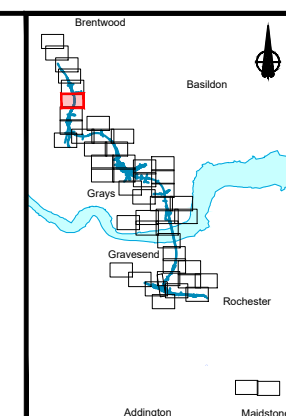 Brentwood
Basildon
Grays
Gravesend
Rochester
Addington
Maidstone